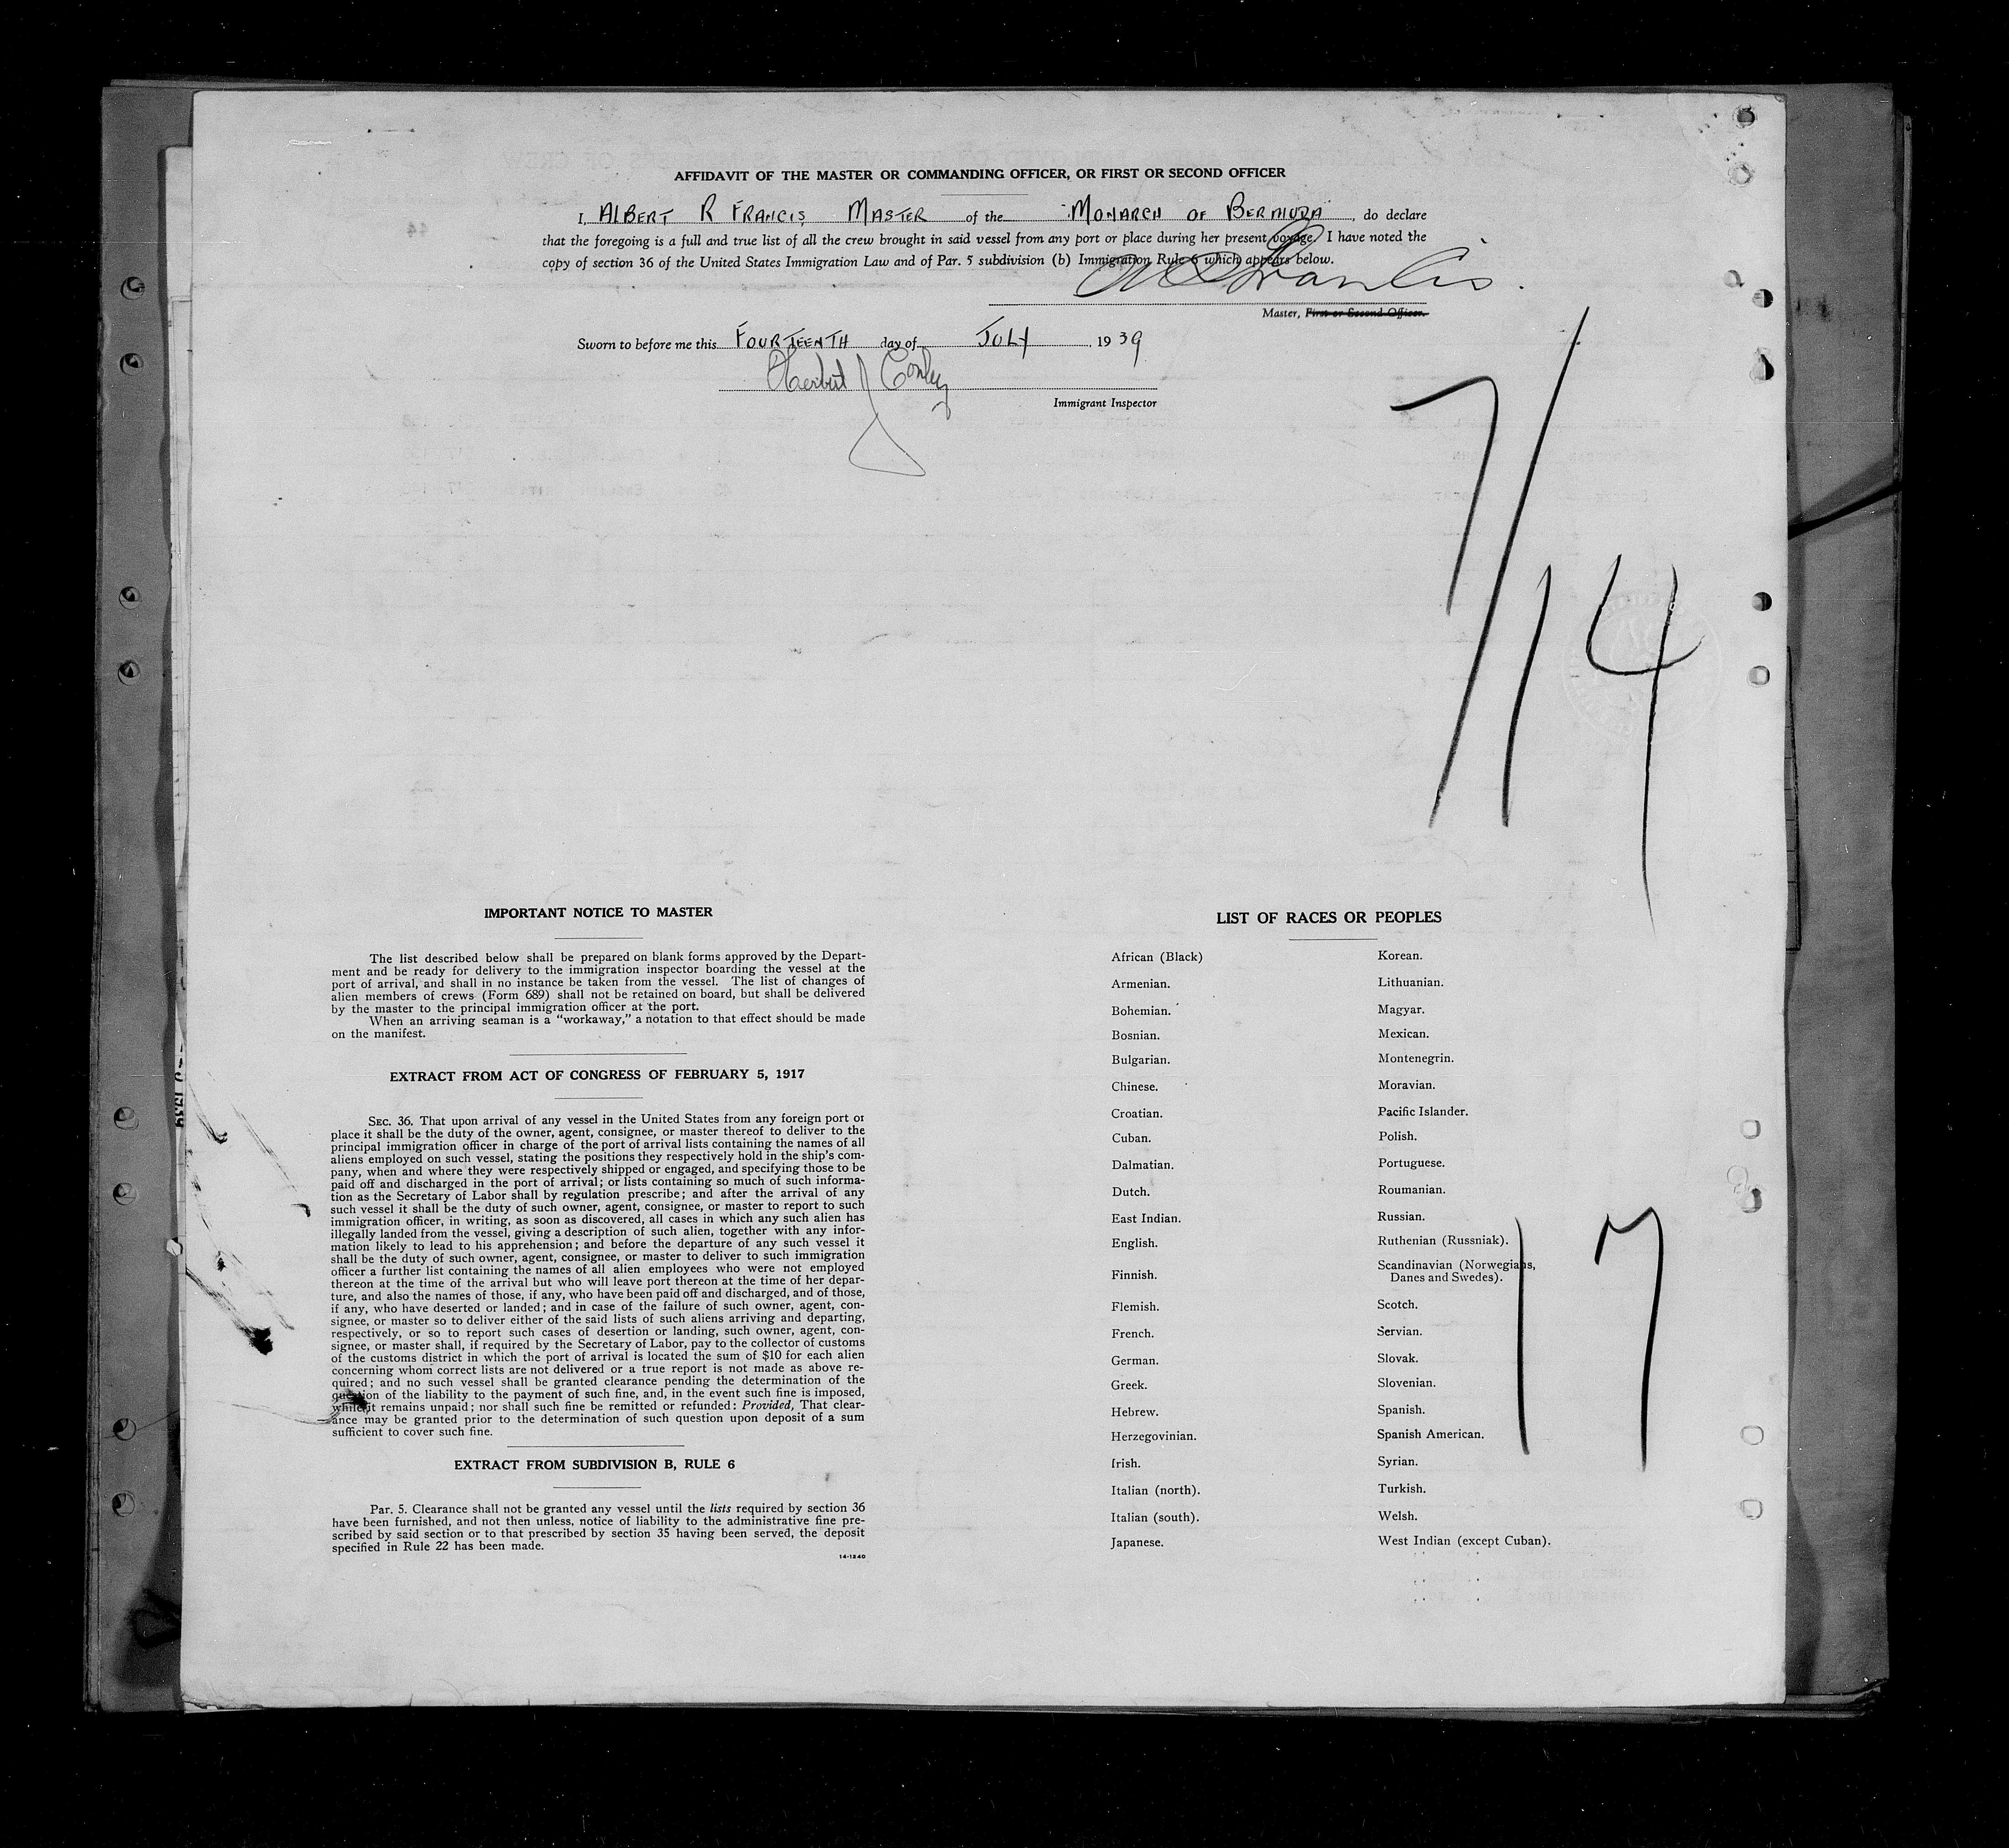 AFFIDAVIT OF THE MASTER OR COMMANDING OFFICER, OR FIRST OR SECOND OFFICER
I, ALBERT R FRANCIS, MASTER of the MONARCH OF BERMUDA, do declare
that the foregoing is a full and true list of all the crew brought in said vessel from any port or place during her present voyage. I have noted the
copy of section 36 of the United States Immigration Law and of Par. 5 subdivision (b) Immigration Rule 6 which appears below.
Master, First or Second Officer.
Sworn to before me this FOURTEENTH day of JULY, 1939
Herbert J Conley
Immigrant Inspector
7/14
IMPORTANT NOTICE TO MASTER
The list described below shall be prepared on blank forms approved by the Depart-
ment and be ready for delivery to the immigration inspector boarding the vessel at the
port of arrival, and shall in no instance be taken from the vessel. The list of changes of
alien members of crews (Form 689) shall not be retained on board, but shall be delivered
by the master to the principal immigration officer at the port.
When an arriving seaman is a "workaway," a notation to that effect should be made
on the manifest.
EXTRACT FROM ACT OF CONGRESS OF FEBRUARY 5, 1917
SEC. 36. That upon arrival of any vessel in the United States from any foreign port or
place it shall be the duty of the owner, agent, consignee, or master thereof to deliver to the
principal immigration officer in charge of the port of arrival lists containing the names of all
aliens employed on such vessel, stating the positions they respectively hold in the ship's com-
pany, when and where they were respectively shipped or engaged, and specifying those to be
paid off and discharged in the port of arrival; or lists containing so much of such informa-
tion as the Secretary of Labor shall by regulation prescribe; and after the arrival of any
such vessel it shall be the duty of such owner, agent, consignee, or master to report to such
immigration officer, in writing, as soon as discovered, all cases in which any such alien has
illegally landed from the vessel, giving a description of such alien, together with any infor-
mation likely to lead to his apprehension; and before the departure of any such vessel it
shall be the duty of such owner, agent, consignee, or master to deliver to such immigration
officer a further list containing the names of all alien employees who were not employed
thereon at the time of the arrival but who will leave port thereon at the time of her depar-
ture, and also the names of those, if any, who have been paid off and discharged, and of those,
if any, who have deserted or landed; and in case of the failure of such owner, agent, con-
signee, or master so to deliver either of the said lists of such aliens arriving and departing,
respectively, or so to report such cases of desertion or landing, such owner, agent, con-
signee, or master shall, if required by the Secretary of Labor, pay to the collector of customs
of the customs district in which the port of arrival is located the sum of $10 for each alien
concerning whom correct lists are not delivered or a true report is not made as above re-
quired; and no such vessel shall be granted clearance pending the determination of the
question of the liability to the payment of such fine, and, in the event such fine is imposed,
while it remains unpaid; nor shall such fine be remitted or refunded: Provided, That clear-
ance may be granted prior to the determination of such question upon deposit of a sum
sufficient to cover such fine.
EXTRACT FROM SUBDIVISION B, RULE 6
Par. 5. Clearance shall not be granted any vessel until the lists required by section 36
have been furnished, and not then unless, notice of liability to the administrative fine pre-
scribed by said section or to that prescribed by section 35 having been served, the deposit
specified in Rule 22 has been made.
14-1240
LIST OF RACES OR PEOPLES
African (Black)
Armenian.
Bohemian.
Bosnian.
Bulgarian.
Chinese.
Croatian.
Cuban.
Dalmatian.
Dutch.
East Indian.
English.
Finnish.
Flemish.
French.
German.
Greek.
Hebrew.
Herzegovinian.
Irish.
Italian (north).
Italian (south).
Japanese.
Korean.
Lithuanian.
Magyar.
Mexican.
Montenegrin.
Moravian.
Pacific Islander.
Polish.
Portuguese.
Roumanian.
Russian.
Ruthenian (Russniak).
Scandinavian (Norwegians,
Danes and Swedes).
Scotch.
Servian.
Slovak.
Slovenian.
Spanish.
Spanish American.
Syrian.
Turkish.
Welsh.
West Indian (except Cuban).
17